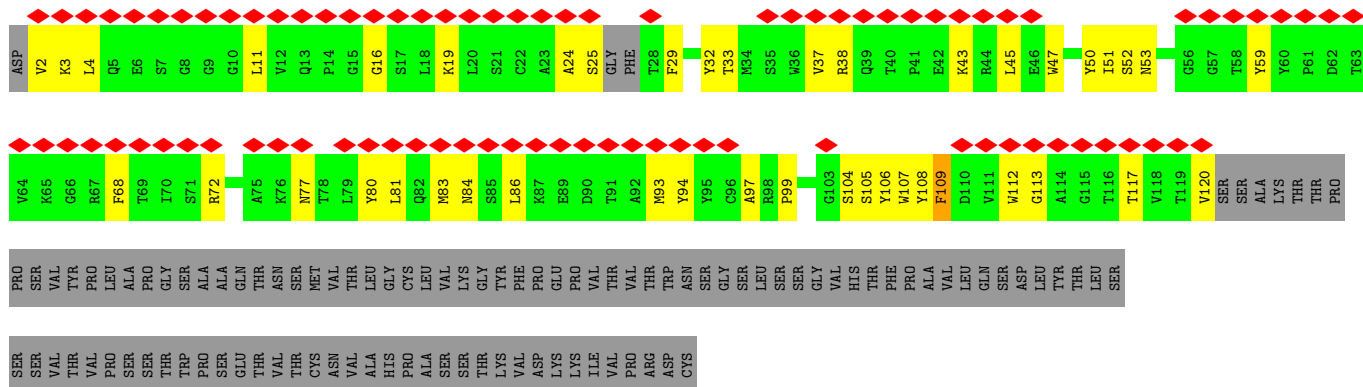 ASP V2 K3 L4 Q5 E6 S7 G8 G9 G10 L11 V12 Q13 P14 G15 G16 S17 L18 K19 L20 S21 C22 A23 A24 S25 GLY PHE T28 F29 Y32 T33 M34 S35 W36 V37 R38 Q39 T40 P41 E42 K43 R44 L45 E46 W47 Y50 I51 S52 N53 G56 G57 T58 Y59 Y60 P61 D62 T63
V64 K65 G66 R67 F68 T69 I70 S71 R72 A75 K76 N77 T78 L79 Y80 L81 Q82 M83 N84 S85 L86 K87 E89 D90 T91 A92 M93 Y94 Y95 C96 A97 R98 P99 G103 S104 S105 Y106 W107 Y108 F109 D110 V111 W112 G113 A114 G115 T116 T117 V118 T119 V120 SER SER ALA LYS THR THR PRO
PRO SER VAL TYR PRO LEU ALA PRO GLY SER ALA ALA GLN THR ASN SER MET VAL THR LEU GLY CYS LEU VAL LYS GLY TYR PHE PRO GLU PRO VAL THR VAL THR TRP ASN SER GLY SER LEU SER SER GLY VAL HIS THR PHE PRO ALA VAL LEU GLN SER ASP LEU TYR THR LEU SER
SER SER VAL THR VAL PRO SER SER THR TRP PRO SER GLU THR VAL THR CYS ASN VAL ALA HIS PRO ALA SER SER THR LYS VAL ASP LYS LYS ILE VAL PRO ARG ASP CYS